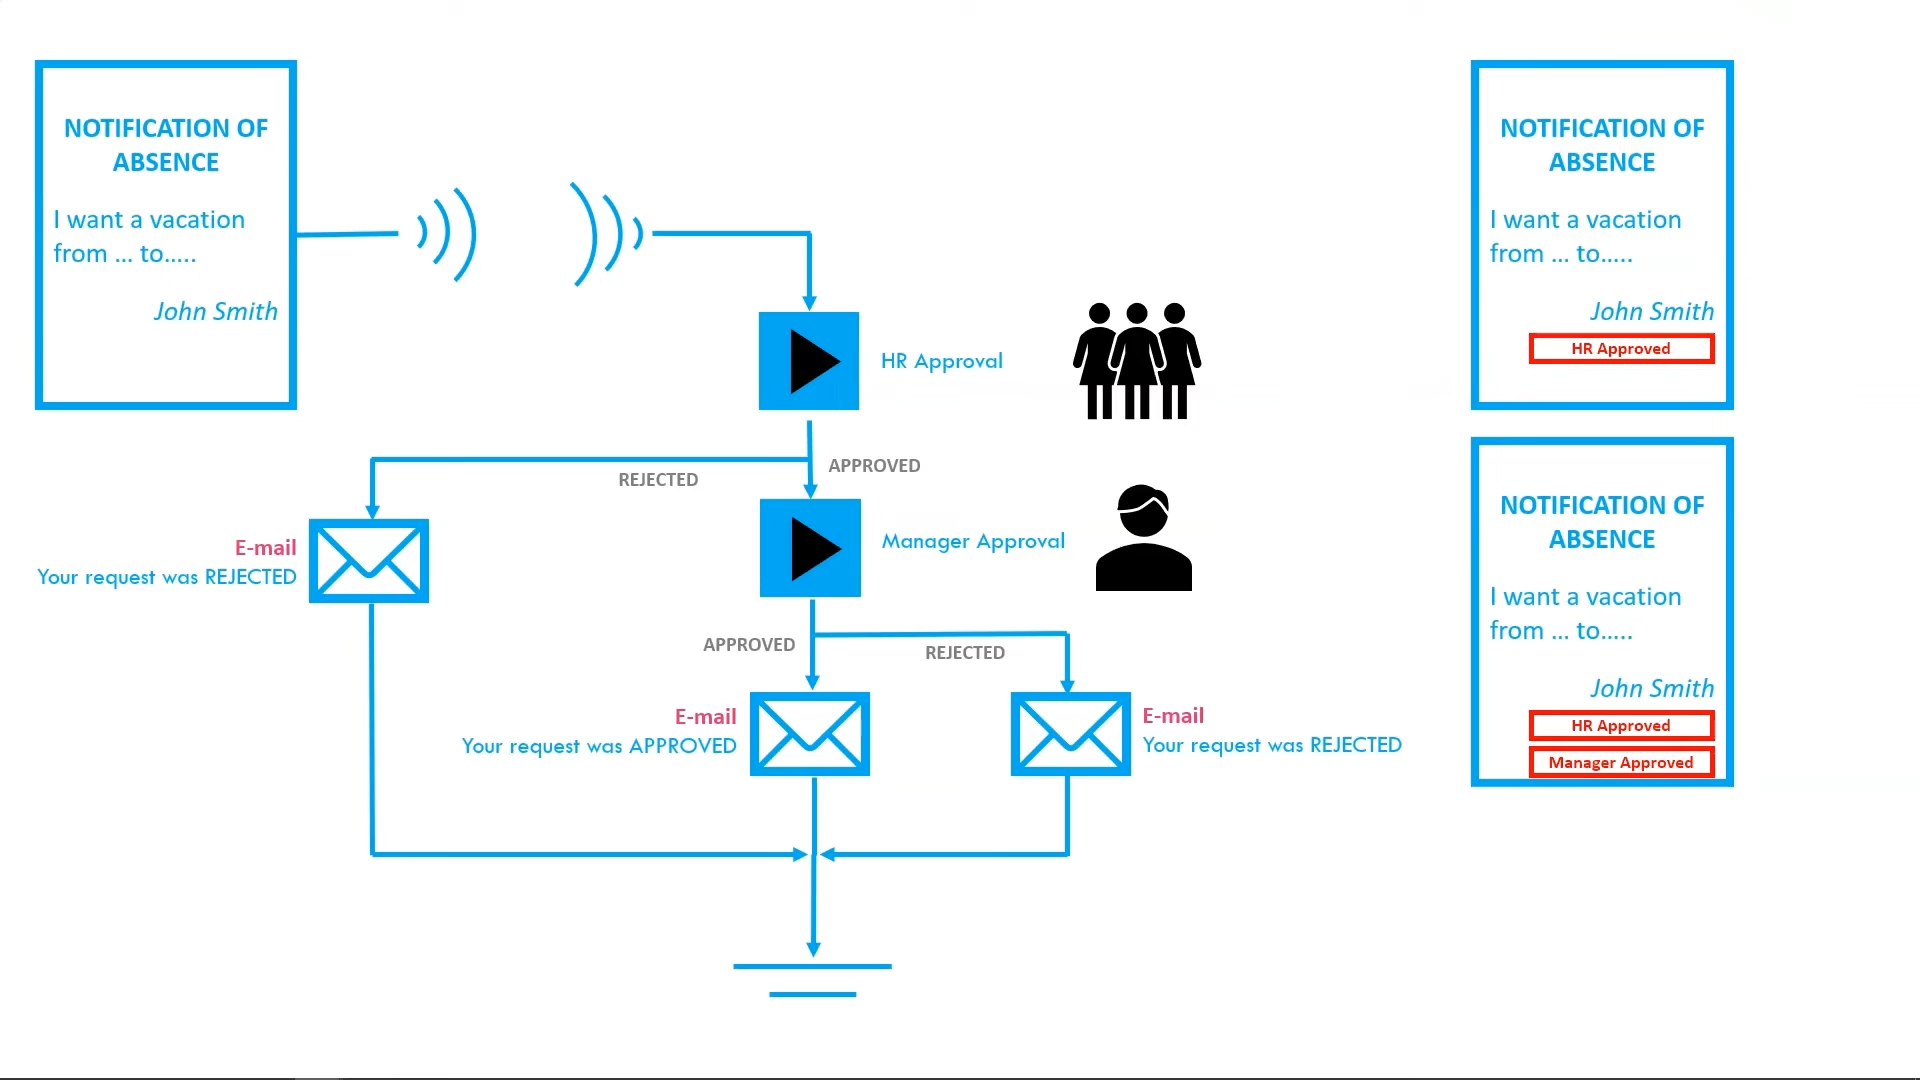 NOTIFICATION OF
ABSENCE
I want a vacation
from ... to.....
John Smith
HR Approval
REJECTED
APPROVED
E-mail
Your request was REJECTED
Manager Approval
APPROVED
REJECTED
E-mail
Your request was APPROVED
E-mail
Your request was REJECTED
NOTIFICATION OF
ABSENCE
I want a vacation
from ... to.....
John Smith
HR Approved
NOTIFICATION OF
ABSENCE
I want a vacation
from ... to.....
John Smith
HR Approved
Manager Approved